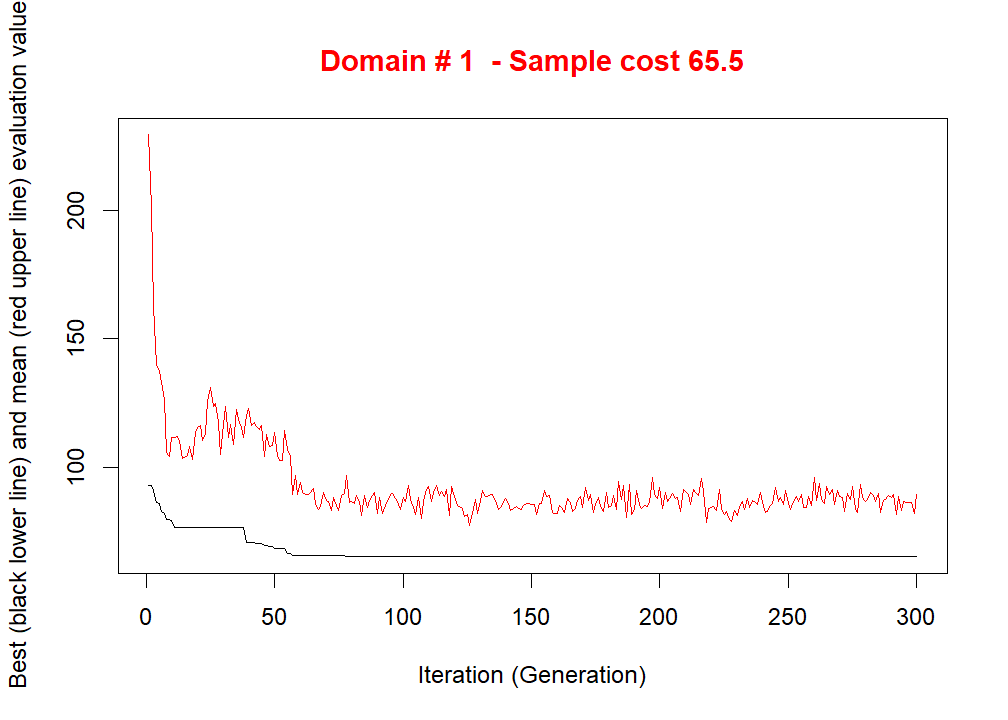 Domain # 1  - Sample cost 65.5
Best (black lower line) and mean (red upper line) evaluation value
200
150
100
0 50 100 150 200 250 300
Iteration (Generation)